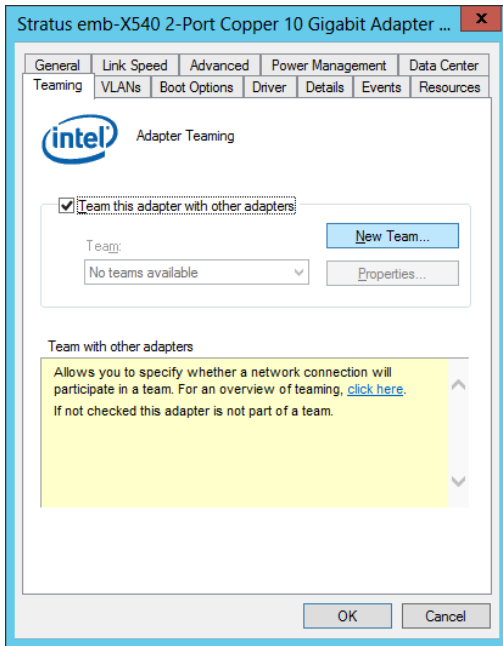 Stratus emb-X540 2-Port Copper 10 Gigabit Adapter ... x
General Link Speed Advanced Power Management Data Center
Teaming VLANs Boot Options Driver Details Events Resources
intel Adapter Teaming
Team this adapter with other adapters
New Team...
Team:
No teams available Properties...
Team with other adapters
Allows you to specify whether a network connection will
participate in a team. For an overview of teaming, click here.
If not checked this adapter is not part of a team.
OK Cancel